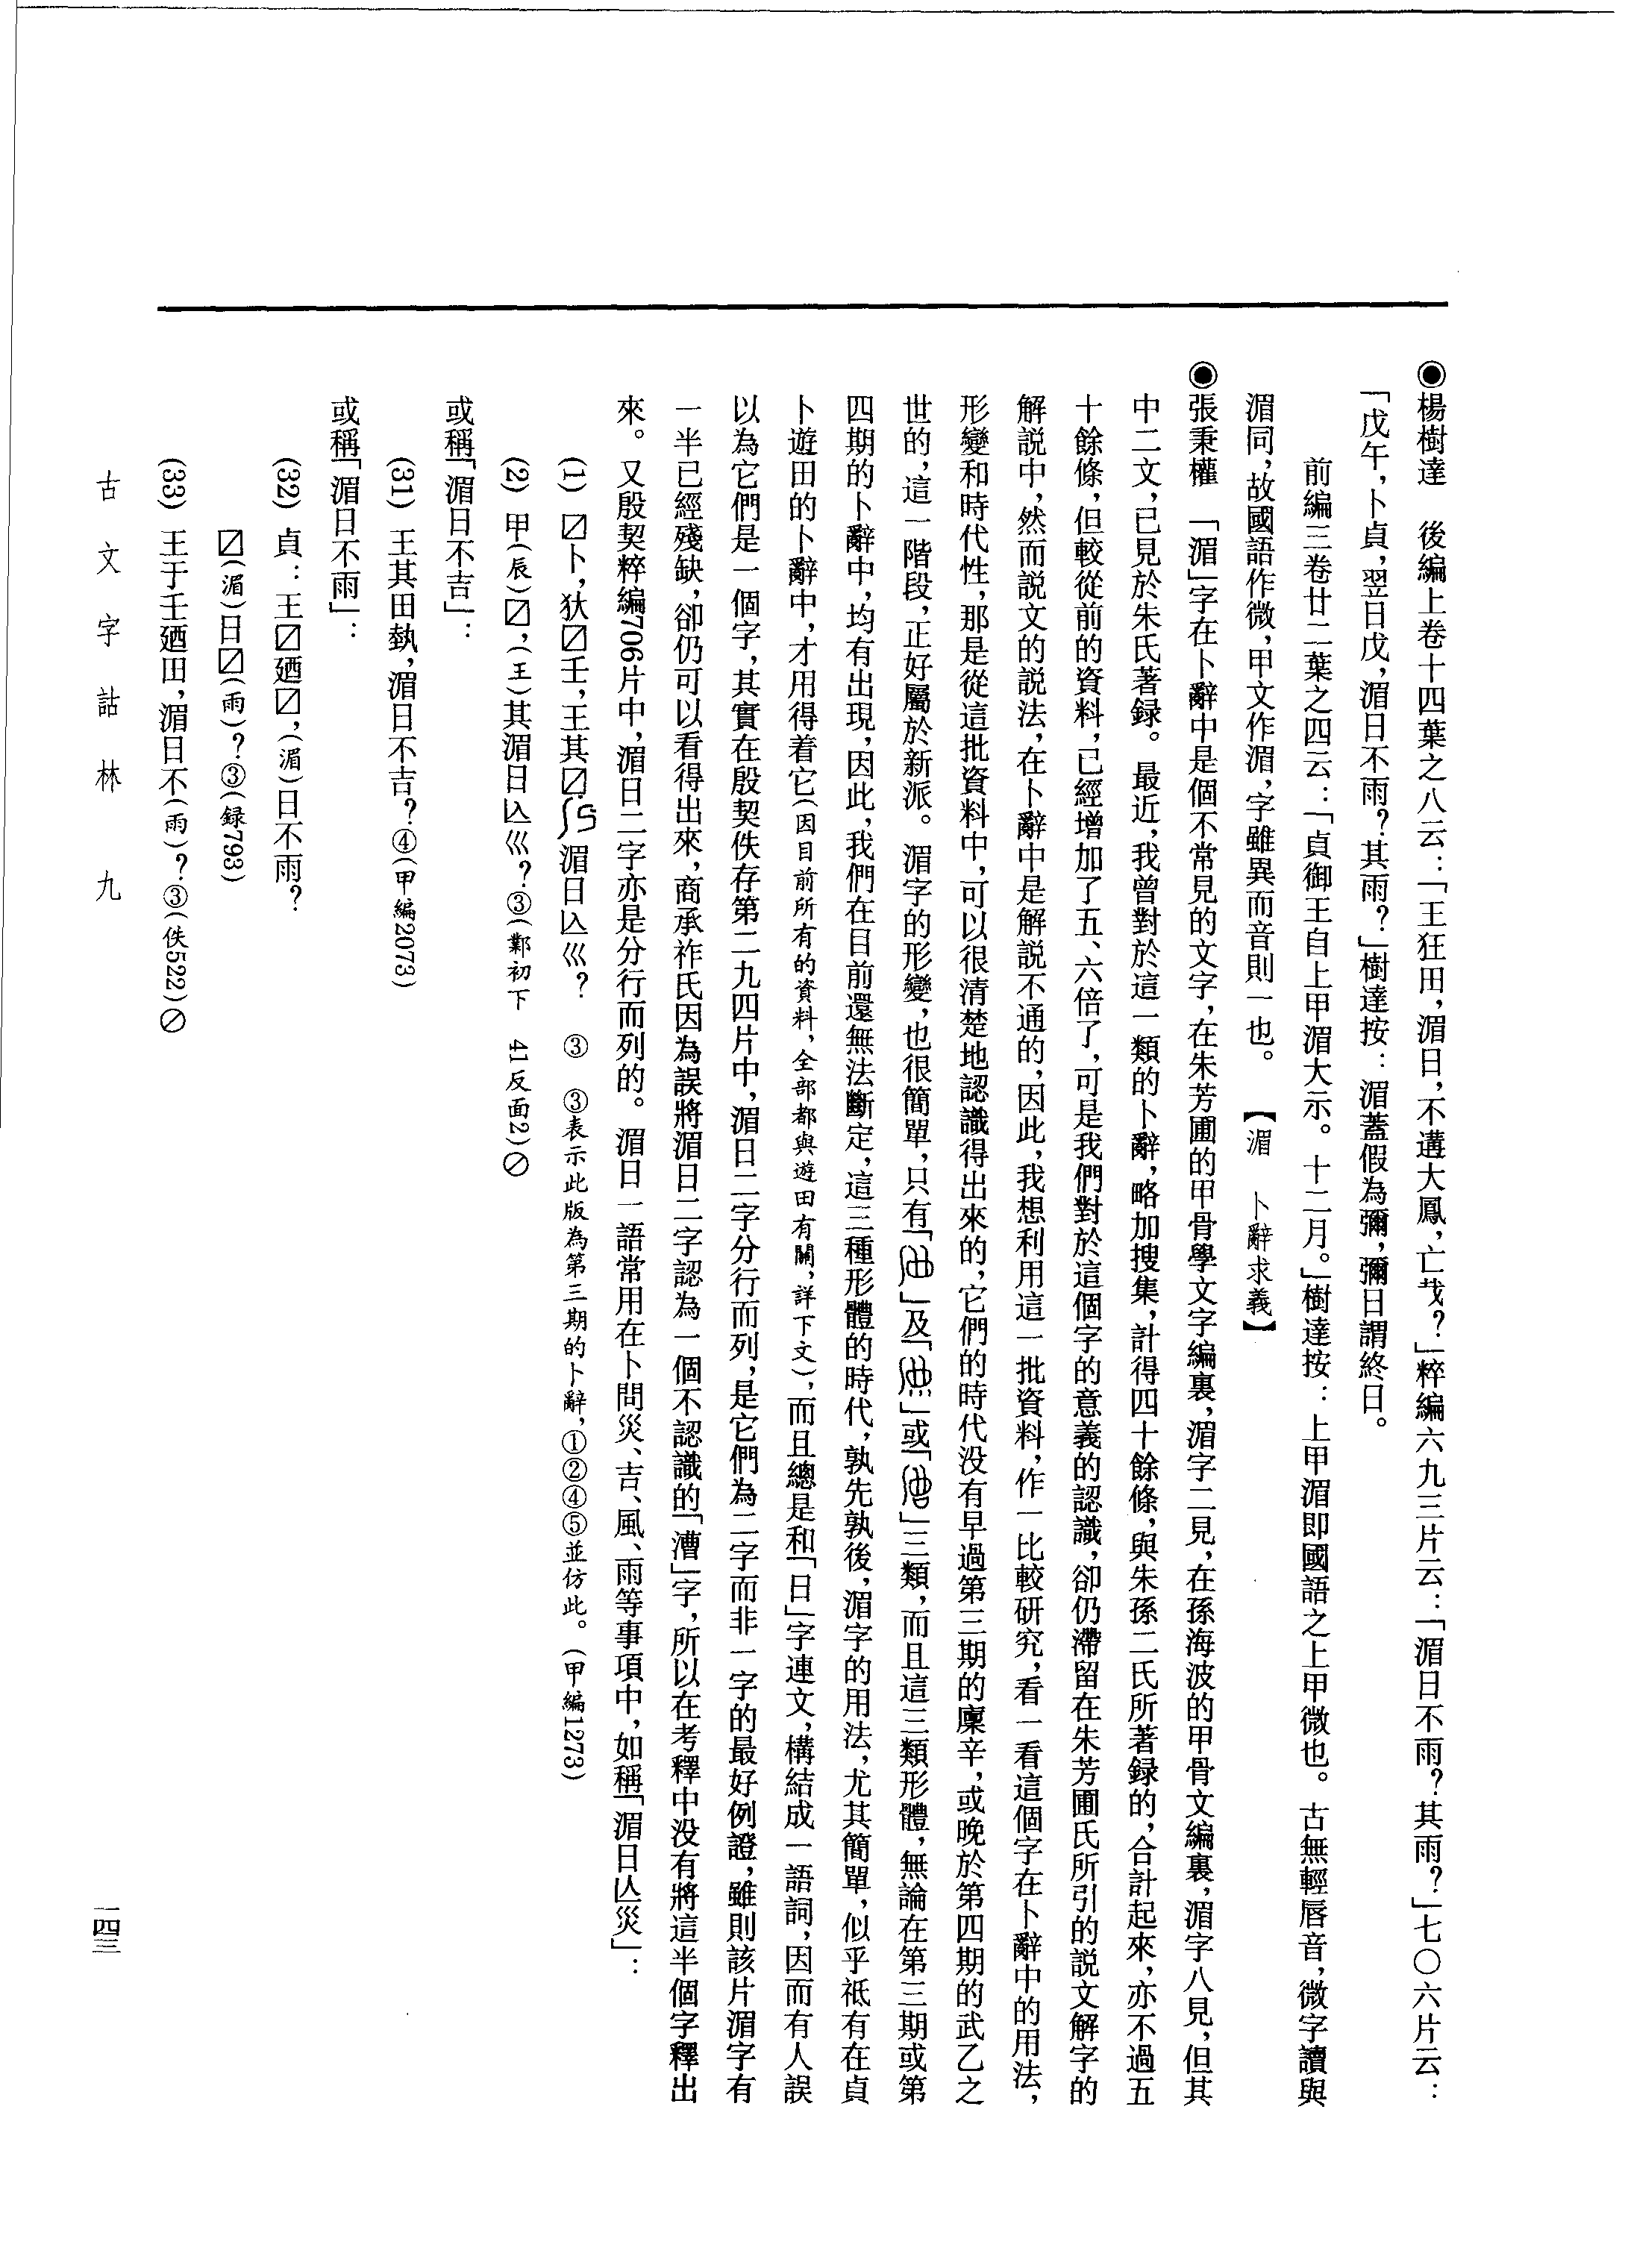 ◉楊樹達　後編上卷十四葉之八云：「王狂田，湄日，不遘大鳳，亡𢦔？」粹編六九三片云：「湄日不雨？其雨？」七〇六片云：
「戊午，卜貞，翌日戊，湄日不雨？其雨？」樹達按：湄蓋假為彌，彌日謂終日。
前編三卷廿二葉之四云：「貞御王自上甲湄大示。十二月。」樹達按：上甲湄即國語之上甲微也。古無輕唇音，微字讀與
湄同，故國語作微，甲文作湄，字雖異而音則一也。　【湄　卜辭求義】
◉張秉權　「湄」字在卜辭中是個不常見的文字，在朱芳圃的甲骨學文字編裏，湄字二見，在孫海波的甲骨文編裏，湄字八見，但其
中二文，已見於朱氏著録。最近，我曾對於這一類的卜辭，略加搜集，計得四十餘條，與朱孫二氏所著録的，合計起來，亦不過五
十餘條，但較從前的資料，已經增加了五、六倍了，可是我們對於這個字的意義的認識，卻仍滯留在朱芳圃氏所引的説文解字的
解説中，然而説文的説法，在卜辭中是解説不通的，因此，我想利用這一批資料，作一比較研究，看一看這個字在卜辭中的用法，
形變和時代性，那是從這批資料中，可以很清楚地認識得出來的，它們的時代没有早過第三期的廩辛，或晚於第四期的武乙之
世的，這一階段，正好屬於新派。湄字的形變，也很簡單，只有「」及「」或「」三類，而且這三類形體，無論在第三期或第
四期的卜辭中，均有出現，因此，我們在目前還無法斷定，這三種形體的時代，孰先孰後，湄字的用法，尤其簡單，似乎祗有在貞
卜遊田的卜辭中，才用得着它（因目前所有的資料，全部都與遊田有關，詳下文），而且總是和「日」字連文，構結成一語詞，因而有人誤
以為它們是一個字，其實在殷契佚存第二九四片中，湄日二字分行而列，是它們為二字而非一字的最好例證，雖則該片湄字有
一半已經殘缺，卻仍可以看得出來，商承祚氏因為誤將湄日二字認為一個不認識的「漕」字，所以在考釋中没有將這半個字釋出
來。又殷契粹編706片中，湄日二字亦是分行而列的。湄日一語常用在卜問災、吉、風、雨等事項中，如稱「湄日亾災」：
(1) 〼卜，狄〼壬，王其〼湄日亾巛？　③　③表示此版為第三期的卜辭，①②④⑤並仿此。（甲編1273）
(2) 甲（辰）〼，（王）其湄日亾巛？③（鄴初下　41反面2）⊘
或稱「湄日不吉」：
(31) 王其田埶，湄日不吉？④（甲編2073）
或稱「湄日不雨」：
(32) 貞：王〼廼〼，（湄）日不雨？
〼（湄）日〼（雨）？③（録793）
(33) 王于壬廼田，湄日不（雨）？③（佚522）⊘
古文字詁林　九
一四三